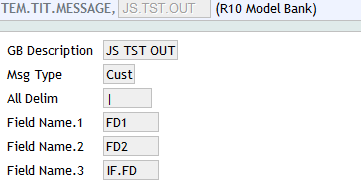 TEM.TIT.MESSAGE, JS.TST.OUT (R10 Model Bank)
GB Description JS TST OUT
Msg Type Cust
All Delim |
Field Name.1 FD1
Field Name.2 FD2
Field Name.3 IF.FD